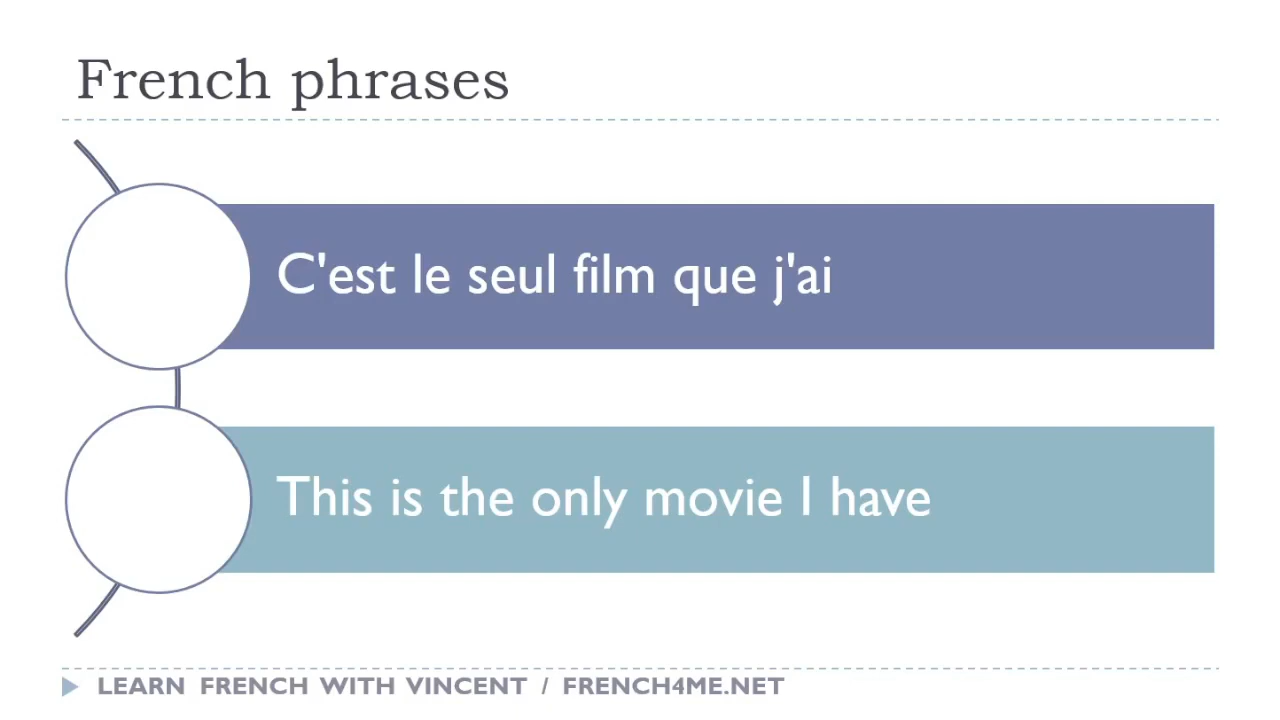 French phrases
C'est le seul film que j'ai
This is the only movie I have
LEARN FRENCH WITH VINCENT / FRENCH4ME.NET